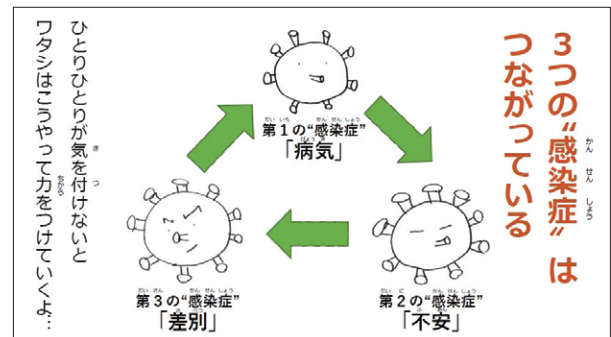 3つの“感染症”は
つながっている
第1の“感染症”
「病気」
第2の“感染症”
「不安」
第3の“感染症”
「差別」
ひとりひとりが気を付けないと
ワタシはこうやって力をつけていくよ…